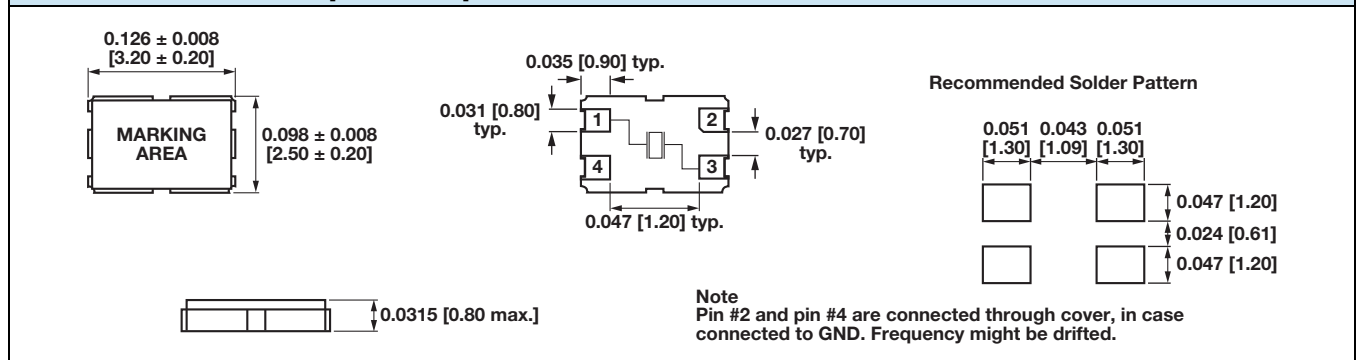 0.126 ± 0.008
[3.20 ± 0.20]
MARKING
AREA
0.098 ± 0.008
[2.50 ± 0.20]
0.035 [0.90] typ.
0.031 [0.80]
typ.
1
2
4
3
0.027 [0.70]
typ.
0.047 [1.20] typ.
Recommended Solder Pattern
0.051 0.043 0.051
[1.30] [1.09] [1.30]
0.047 [1.20]
0.024 [0.61]
0.047 [1.20]
0.0315 [0.80 max.]
Note
Pin #2 and pin #4 are connected through cover, in case
connected to GND. Frequency might be drifted.